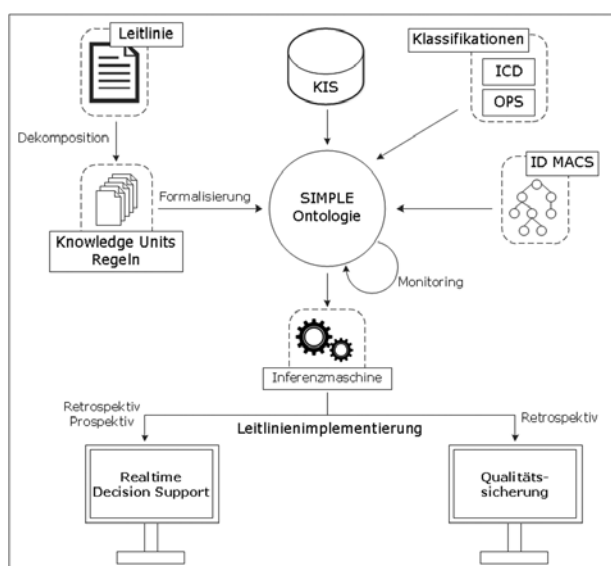 Leitlinie
KIS
Klassifikationen
ICD
OPS
Dekomposition
ID MACS
Formalisierung
SIMPLE
Ontologie
Knowledge Units
Regeln
Monitoring
Inferenzmaschine
Retrospektiv
Prospektiv
Leitlinienimplementierung
Retrospektiv
Realtime
Decision Support
Qualitäts-
sicherung